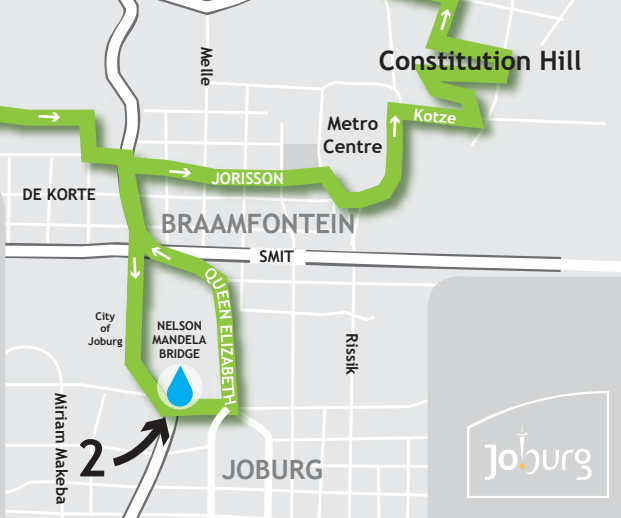 Melle
Constitution Hill
Kotze
Metro
Centre
JORISSON
DE KORTE
BRAAMFONTEIN
SMIT
QUEEN ELIZABETH
City
of
Joburg
NELSON
MANDELA
BRIDGE
Rissik
Miriam Makeba
2
JOBURG
Joburg